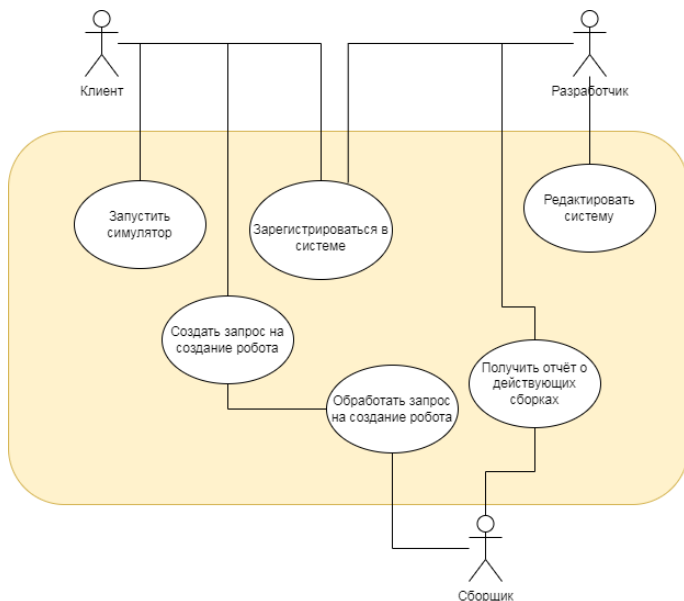 Клиент
Разработчик
Запустить
симулятор
Зарегистрироваться в
системе
Редактировать
систему
Создать запрос на
создание робота
Получить отчёт о
действующих
сборках
Обработать запрос
на создание робота
Сборщик